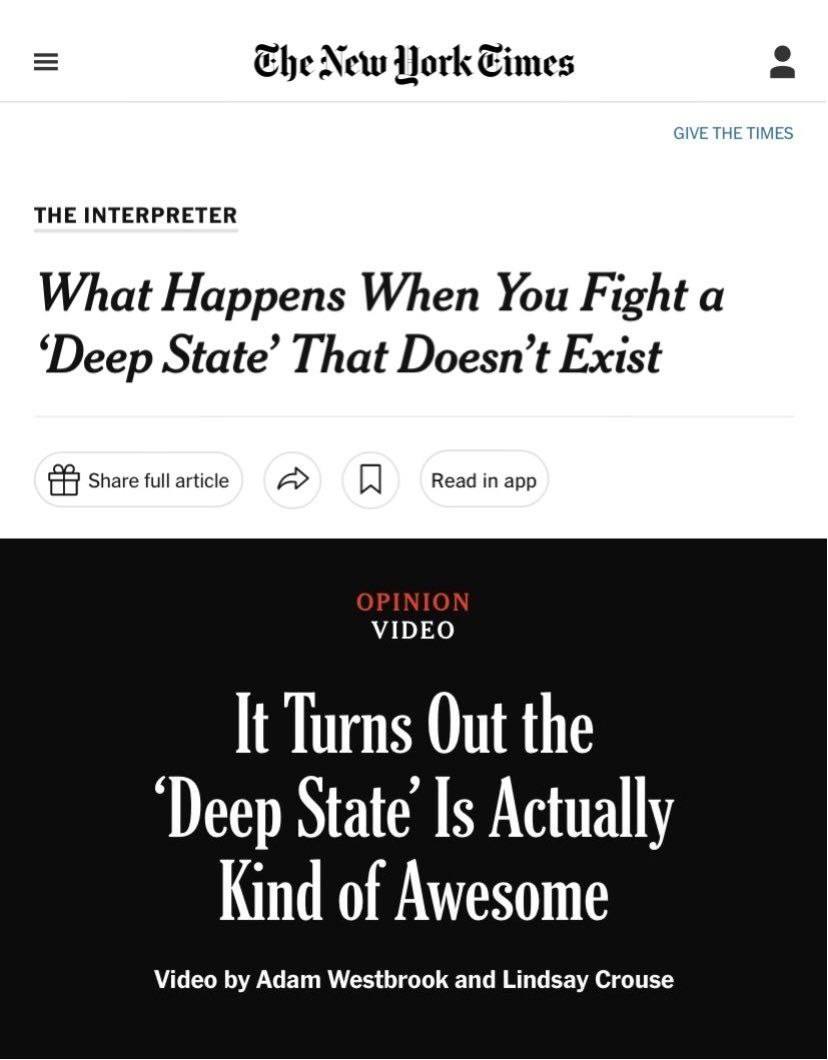 The New York Times
GIVE THE TIMES
THE INTERPRETER
What Happens When You Fight a
‘Deep State’ That Doesn’t Exist
Share full article
Read in app
OPINION
VIDEO
It Turns Out the
‘Deep State’ Is Actually
Kind of Awesome
Video by Adam Westbrook and Lindsay Crouse